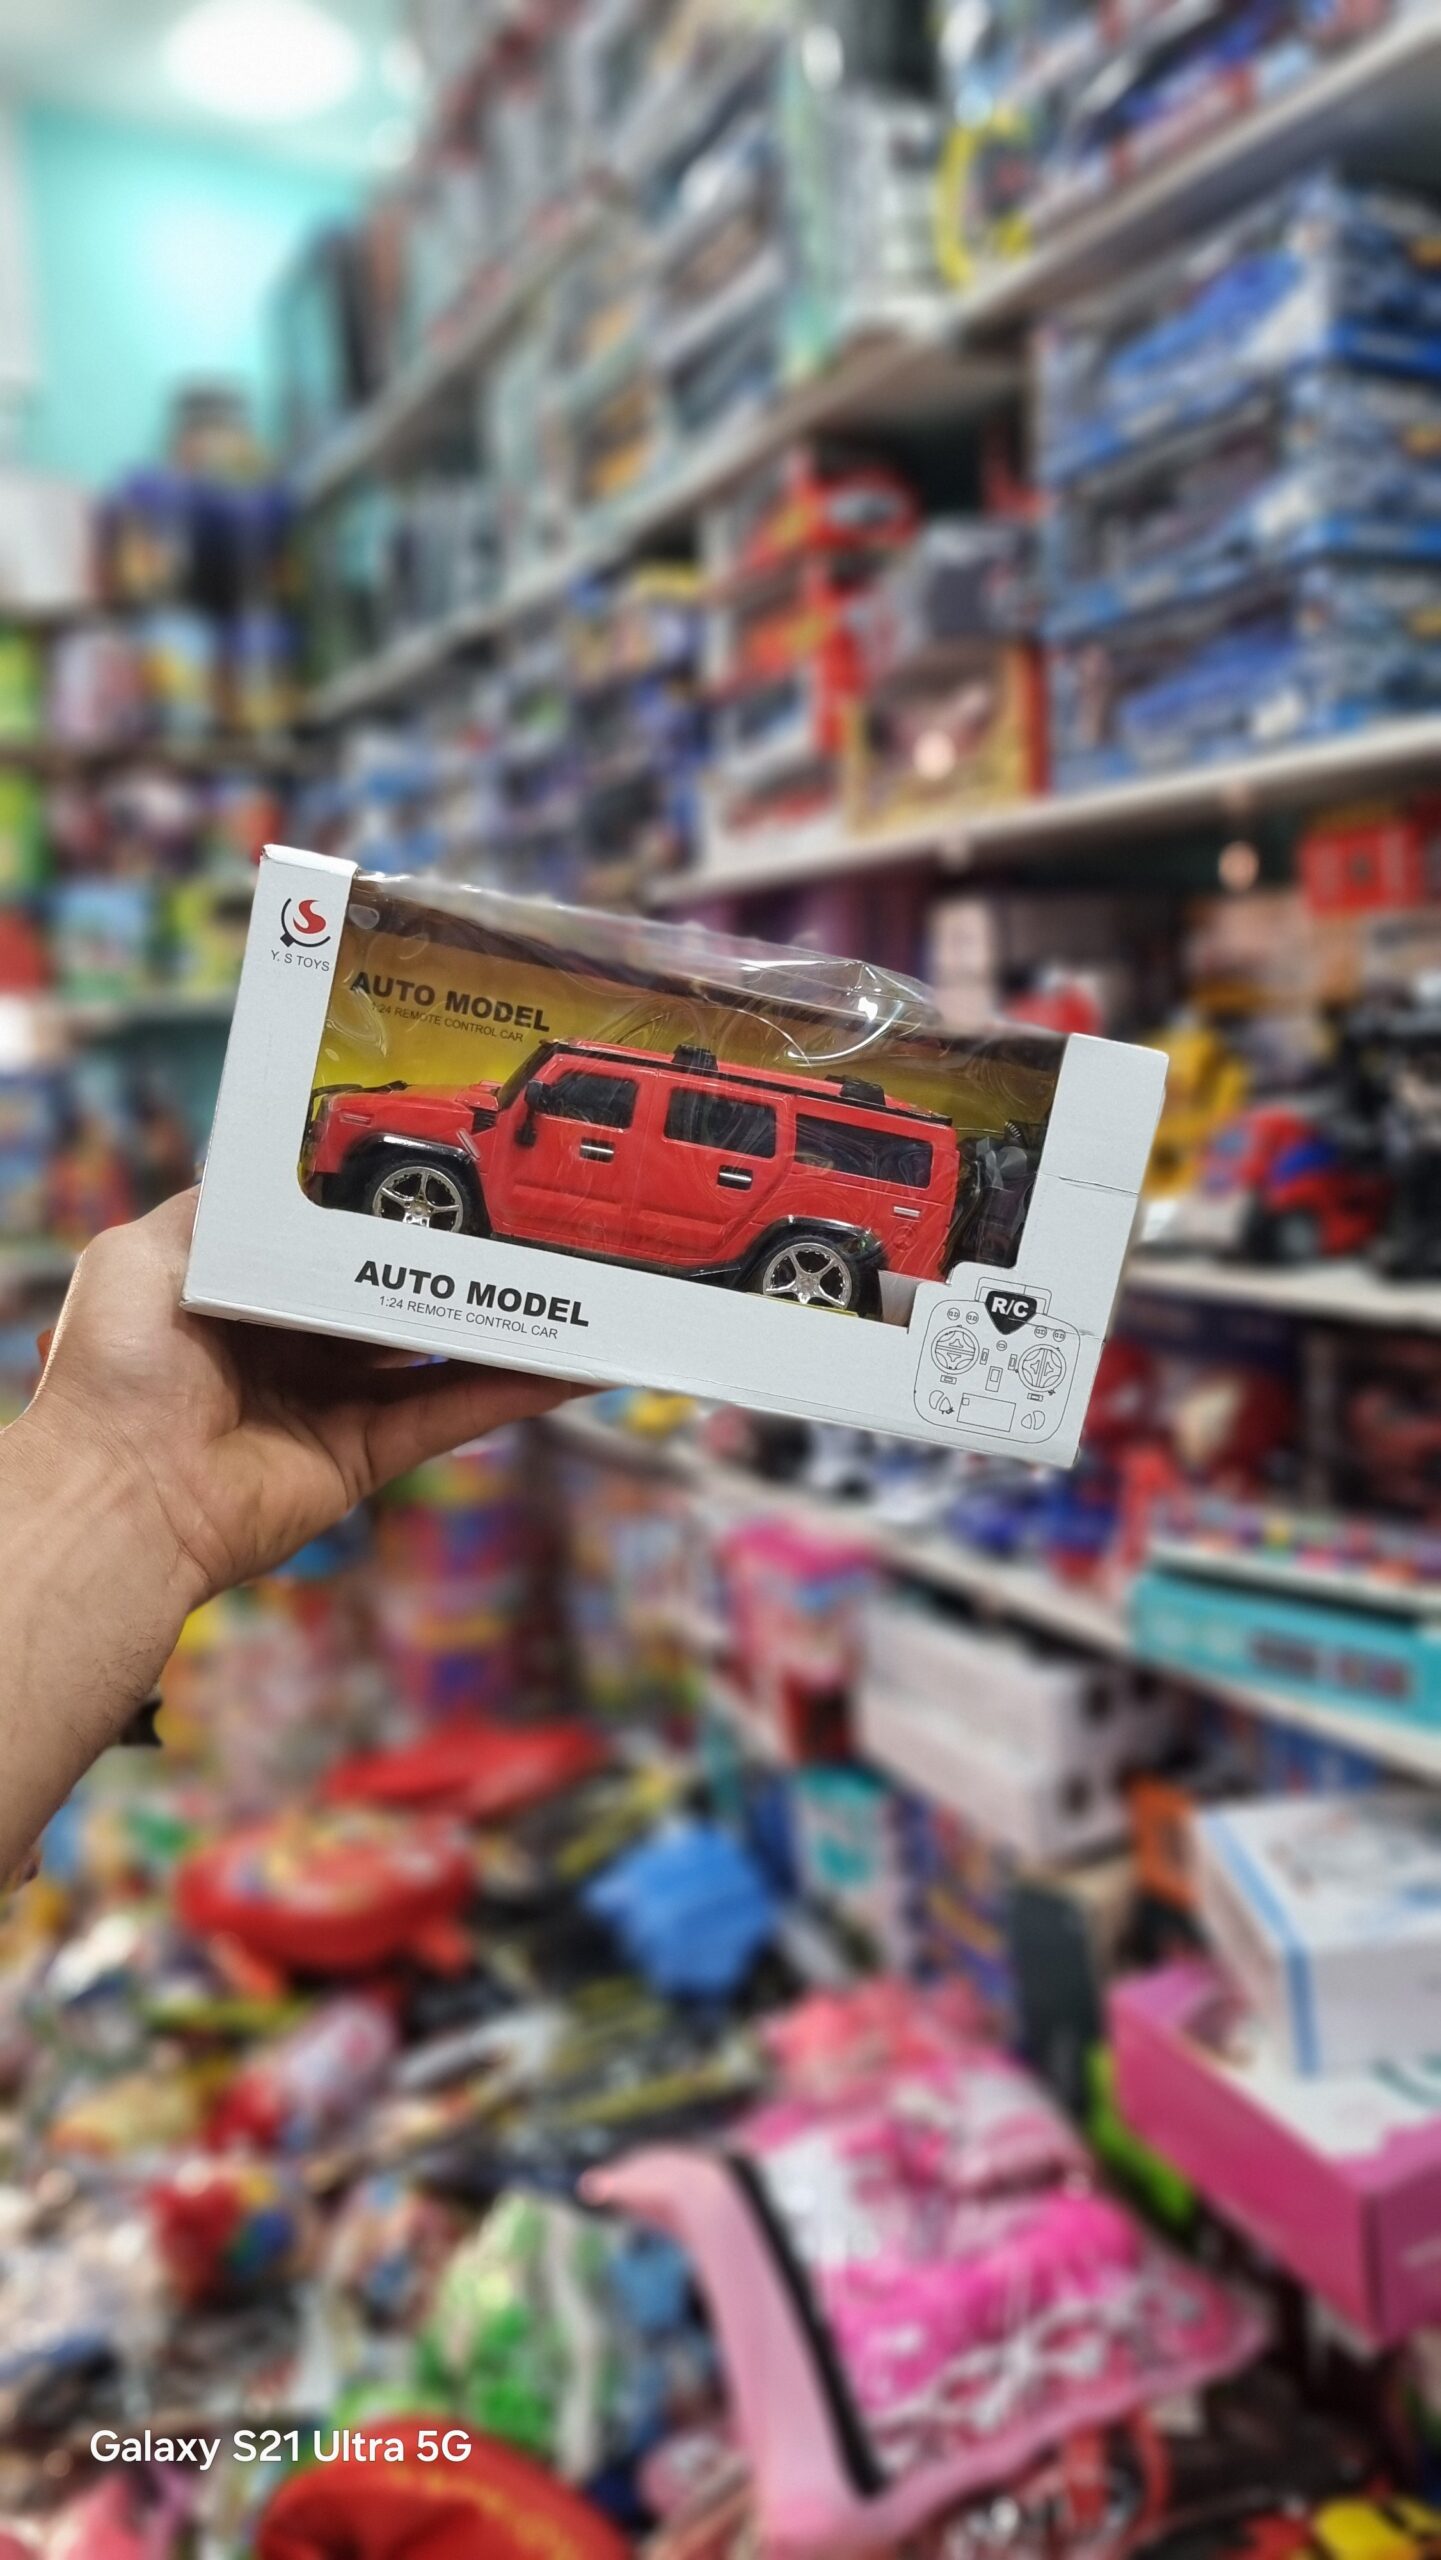 Y. S TOYS
AUTO MODEL
1:24 REMOTE CONTROL CAR
AUTO MODEL
1:24 REMOTE CONTROL CAR
R/C
Galaxy S21 Ultra 5G